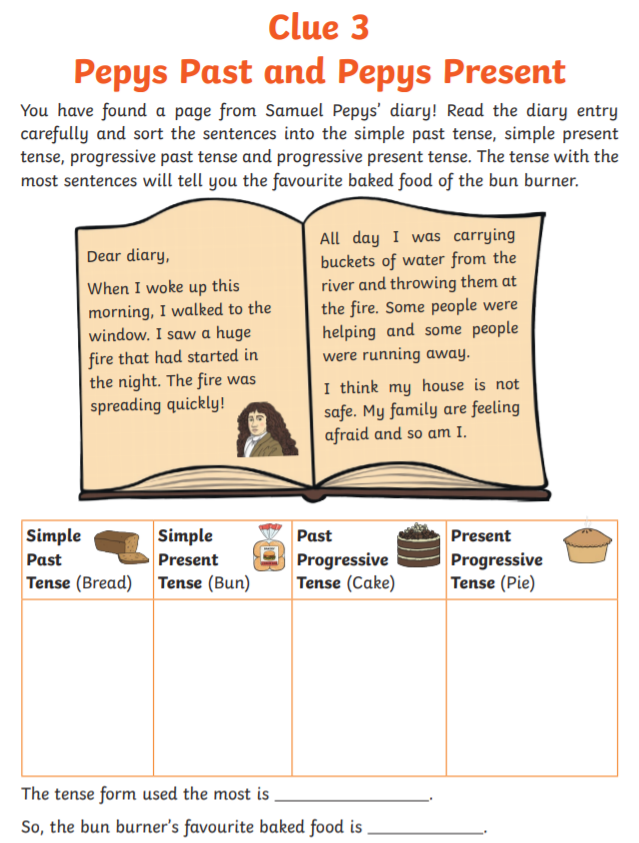 Clue 3
Pepys Past and Pepys Present
You have found a page from Samuel Pepys' diary! Read the diary entry
carefully and sort the sentences into the simple past tense, simple present
tense, progressive past tense and progressive present tense. The tense with the
most sentences will tell you the favourite baked food of the bun burner.
Dear diary,
When I woke up this
morning, I walked to the
window. I saw a huge
fire that had started in
the night. The fire was
spreading quickly!
All day I was carrying
buckets of water from the
river and throwing them at
the fire. Some people were
helping and some people
were running away.
I think my house is not
safe. My family are feeling
afraid and so am I.
Simple
Past
Tense (Bread)
Simple
Present
Tense (Bun)
Past
Progressive
Tense (Cake)
Present
Progressive
Tense (Pie)
The tense form used the most is ________________.
So, the bun burner's favourite baked food is ____________.